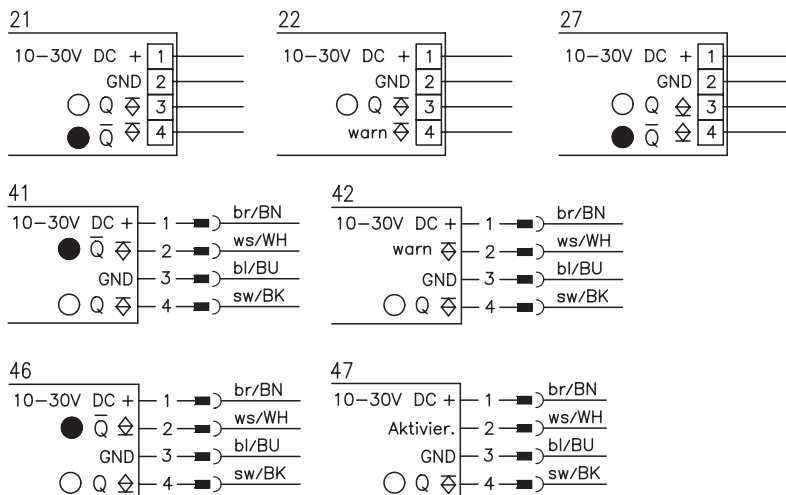 21
10-30V DC + 1
GND 2
Q 3
Q̅ 4
22
10-30V DC + 1
GND 2
Q 3
warn 4
27
10-30V DC + 1
GND 2
Q 3
Q̅ 4
41
10-30V DC + 1 br/BN
Q̅ 2 ws/WH
GND 3 bl/BU
Q 4 sw/BK
42
10-30V DC + 1 br/BN
warn 2 ws/WH
GND 3 bl/BU
Q 4 sw/BK
46
10-30V DC + 1 br/BN
Q̅ 2 ws/WH
GND 3 bl/BU
Q 4 sw/BK
47
10-30V DC + 1 br/BN
Aktivier. 2 ws/WH
GND 3 bl/BU
Q 4 sw/BK